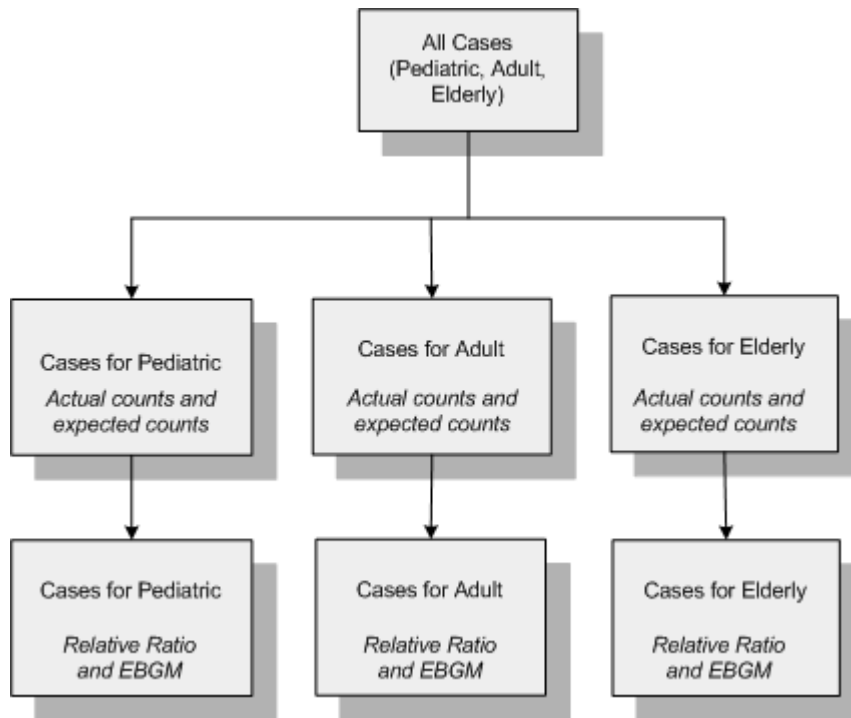 All Cases
(Pediatric, Adult,
Elderly)
Cases for Pediatric
Actual counts and
expected counts
Cases for Adult
Actual counts and
expected counts
Cases for Elderly
Actual counts and
expected counts
Cases for Pediatric
Relative Ratio
and EBGM
Cases for Adult
Relative Ratio
and EBGM
Cases for Elderly
Relative Ratio
and EBGM